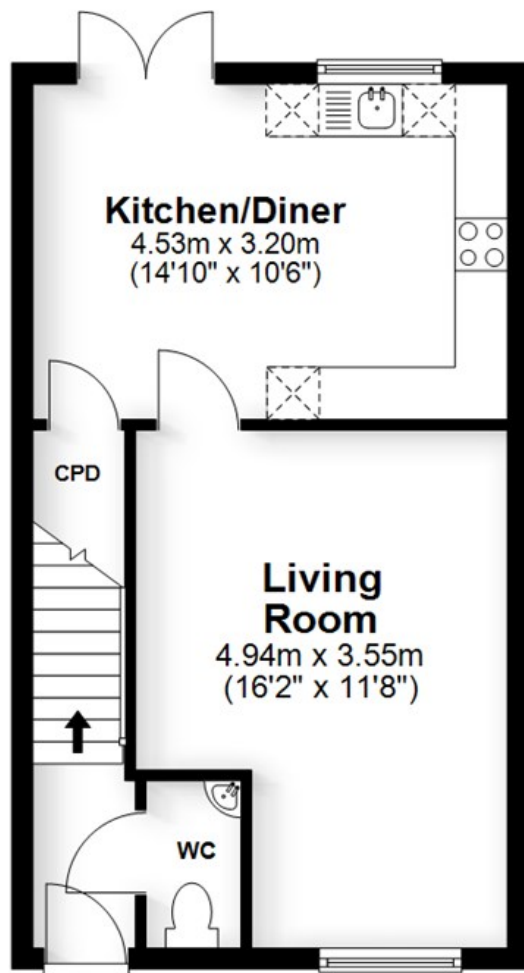 Kitchen/Diner
4.53m x 3.20m
(14'10" x 10'6")
CPD
Living
Room
4.94m x 3.55m
(16'2" x 11'8")
WC